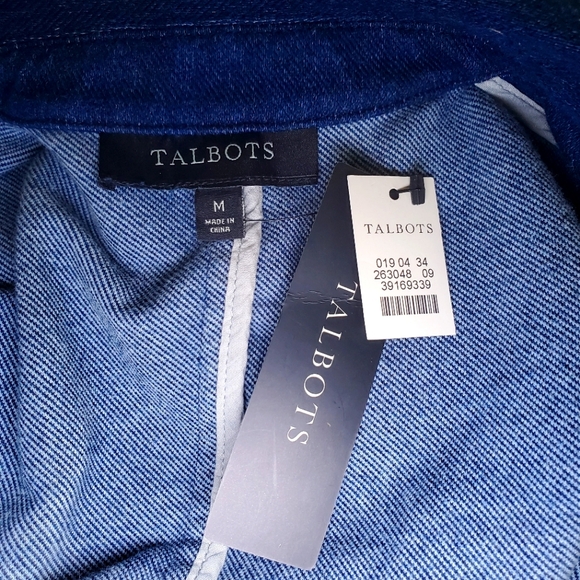 TALBOTS
M
MADE IN
CHINA
TALBOTS
019 04 34
263048 09
39169339
TALBOTS